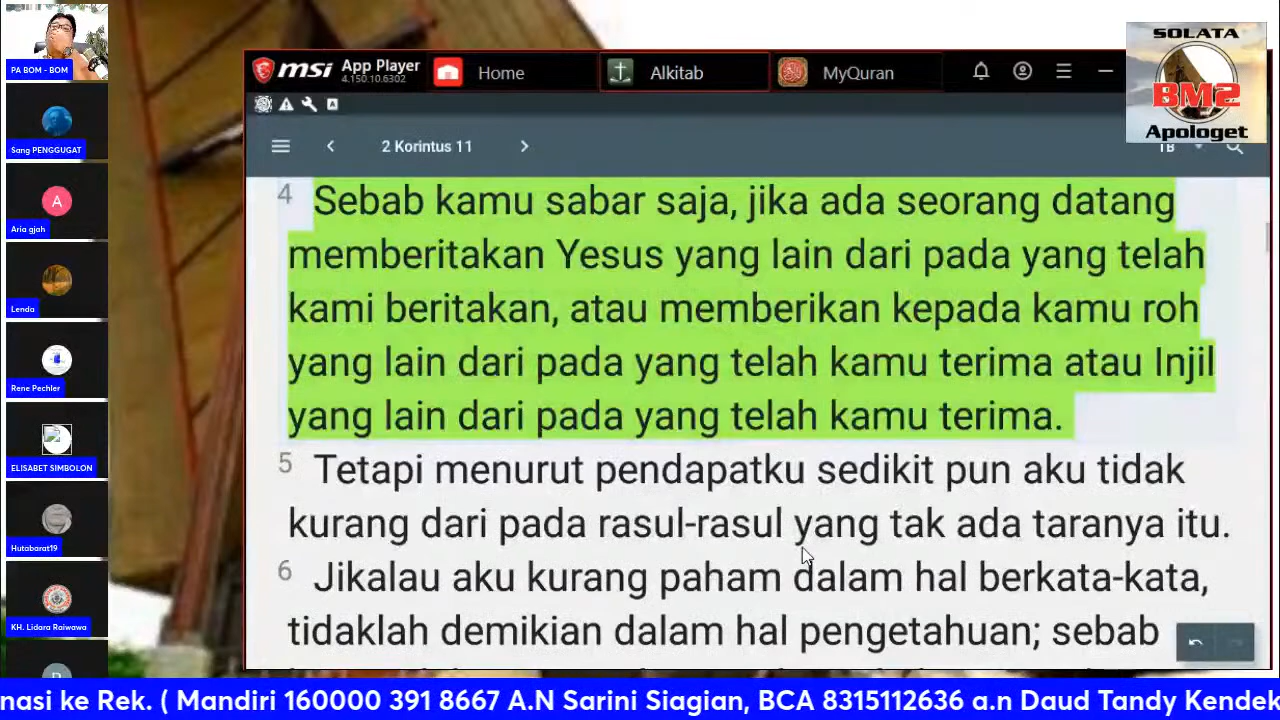 PA BOM - BOM
Sang PENGGUGAT
A
Aria gjah
Lenda
Rene Pechler
ELISABET SIMBOLON
Hutabarat19
KH. Lidara Raiwawa
msi App Player
4.150.10.6302
Home
Alkitab
MyQuran
SOLATA
BM2
Apologet
2 Korintus 11
TB
4 Sebab kamu sabar saja, jika ada seorang datang
memberitakan Yesus yang lain dari pada yang telah
kami beritakan, atau memberikan kepada kamu roh
yang lain dari pada yang telah kamu terima atau Injil
yang lain dari pada yang telah kamu terima.
5 Tetapi menurut pendapatku sedikit pun aku tidak
kurang dari pada rasul-rasul yang tak ada taranya itu.
6 Jikalau aku kurang paham dalam hal berkata-kata,
tidaklah demikian dalam hal pengetahuan; sebab
nasi ke Rek. ( Mandiri 160000 391 8667 A.N Sarini Siagian, BCA 8315112636 a.n Daud Tandy Kendek